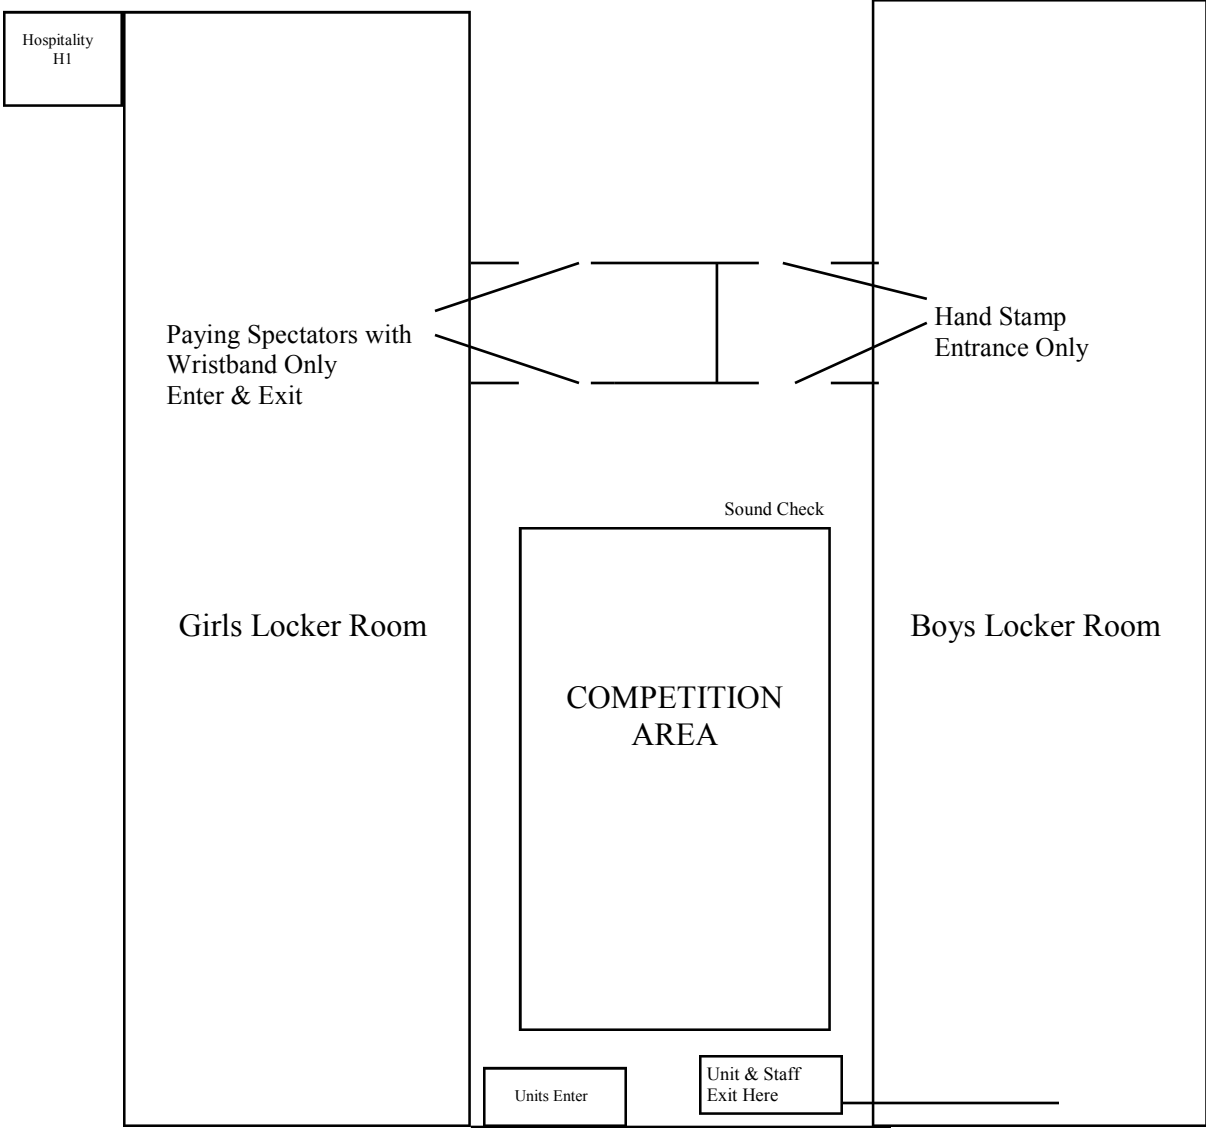 Hospitality
H1
Paying Spectators with
Wristband Only
Enter & Exit
Hand Stamp
Entrance Only
Sound Check
Girls Locker Room
Boys Locker Room
COMPETITION
AREA
Units Enter
Unit & Staff
Exit Here